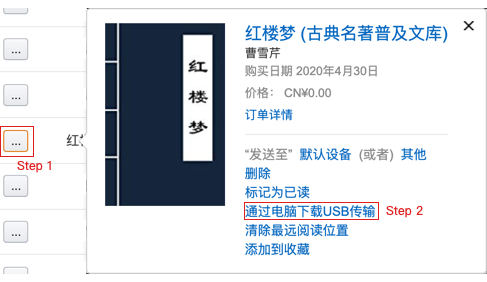 红楼梦 (古典名著普及文库)
曹雪芹
购买日期 2020年4月30日
价格： CN¥0.00
订单详情
“发送至” 默认设备 (或者) 其他
删除
标记为已读
通过电脑下载USB传输 Step 2
清除最远阅读位置
添加到收藏
红楼梦
...
...
...
红
Step 1
...
...